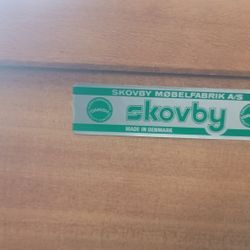 SKOVBY MØBELFABRIK A/S
skovby
MADE IN DENMARK